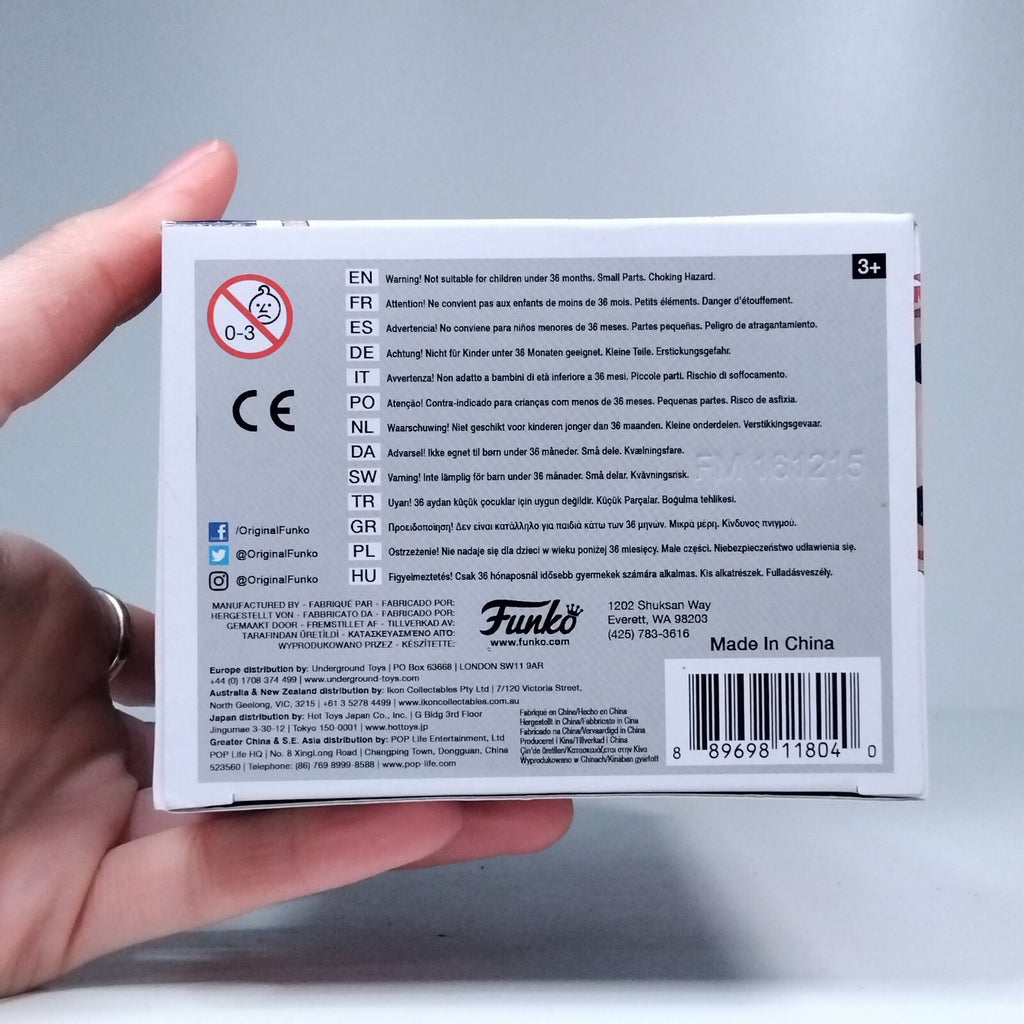 3+
0-3
EN Warning! Not suitable for children under 36 months. Small Parts. Choking Hazard.
FR Attention! Ne convient pas aux enfants de moins de 36 mois. Petits éléments. Danger d'étouffement.
ES Advertencia! No conviene para niños menores de 36 meses. Partes pequeñas. Peligro de atragantamiento.
DE Achtung! Nicht für Kinder unter 36 Monaten geeignet. Kleine Teile. Erstickungsgefahr.
IT Avvertenza! Non adatto a bambini di età inferiore a 36 mesi. Piccole parti. Rischio di soffocamento.
PO Atenção! Contra-indicado para crianças com menos de 36 meses. Pequenas partes. Risco de asfixia.
NL Waarschuwing! Niet geschikt voor kinderen jonger dan 36 maanden. Kleine onderdelen. Verstikkingsgevaar.
DA Advarsel! Ikke egnet til børn under 36 måneder. Små dele. Kvælningsfare.
SW Varning! Inte lämplig för barn under 36 månader. Små delar. Kvävningsrisk.
TR Uyarı! 36 aydan küçük çocuklar için uygun değildir. Küçük Parçalar. Boğulma tehlikesi.
GR Προειδοποίηση! Δεν είναι κατάλληλο για παιδιά κάτω των 36 μηνών. Μικρά μέρη. Κίνδυνος πνιγμού.
PL Ostrzeżenie! Nie nadaje się dla dzieci w wieku poniżej 36 miesięcy. Małe części. Niebezpieczeństwo udławienia się.
HU Figyelmeztetés! Csak 36 hónaposnál idősebb gyermekek számára alkalmas. Kis alkatrészek. Fulladásveszély.
CE
FM 161215
/OriginalFunko
@OriginalFunko
@OriginalFunko
MANUFACTURED BY - FABRIQUÉ PAR - FABRICADO POR:
HERGESTELLT VON - FABBRICATO DA - FABRICADO POR:
GEMAAKT DOOR - FREMSTILLET AF - TILLVERKAD AV:
TARAFINDAN ÜRETİLDİ - ΚΑΤΑΣΚΕΥΑΣΜΈΝΟ ΑΠΌ:
WYPRODUKOWANO PRZEZ - KÉSZÍTETTE:
Funko
www.funko.com
1202 Shuksan Way
Everett, WA 98203
(425) 783-3616
Made In China
Europe distribution by: Underground Toys | PO Box 63668 | LONDON SW11 9AR
+44 (0) 1708 374 499 | www.underground-toys.com
Australia & New Zealand distribution by: Ikon Collectables Pty Ltd | 7/120 Victoria Street,
North Geelong, VIC, 3215 | +61 3 5278 4499 | www.ikoncollectables.com.au
Japan distribution by: Hot Toys Japan Co., Inc. | G Bldg 3rd Floor
Jingumae 3-30-12 | Tokyo 150-0001 | www.hottoys.jp
Greater China & S.E. Asia distribution by: POP Life Entertainment, Ltd
POP Life HQ | No. 8 XingLong Road | Changping Town, Dongguan, China
523560 | Telephone: (86) 769 8999-8588 | www.pop-life.com
Fabriqué en Chine/Hecho en China
Hergestellt in China/Fabbricato in Cina
Fabricado na China/Vervaardigd in China
Produceret i Kina/Tillverkad i China
Çin'de üretilen/Κατασκευάζεται στην Κίνα
Wyprodukowano w Chinach/Kínában gyártott
8 89698 11804 0